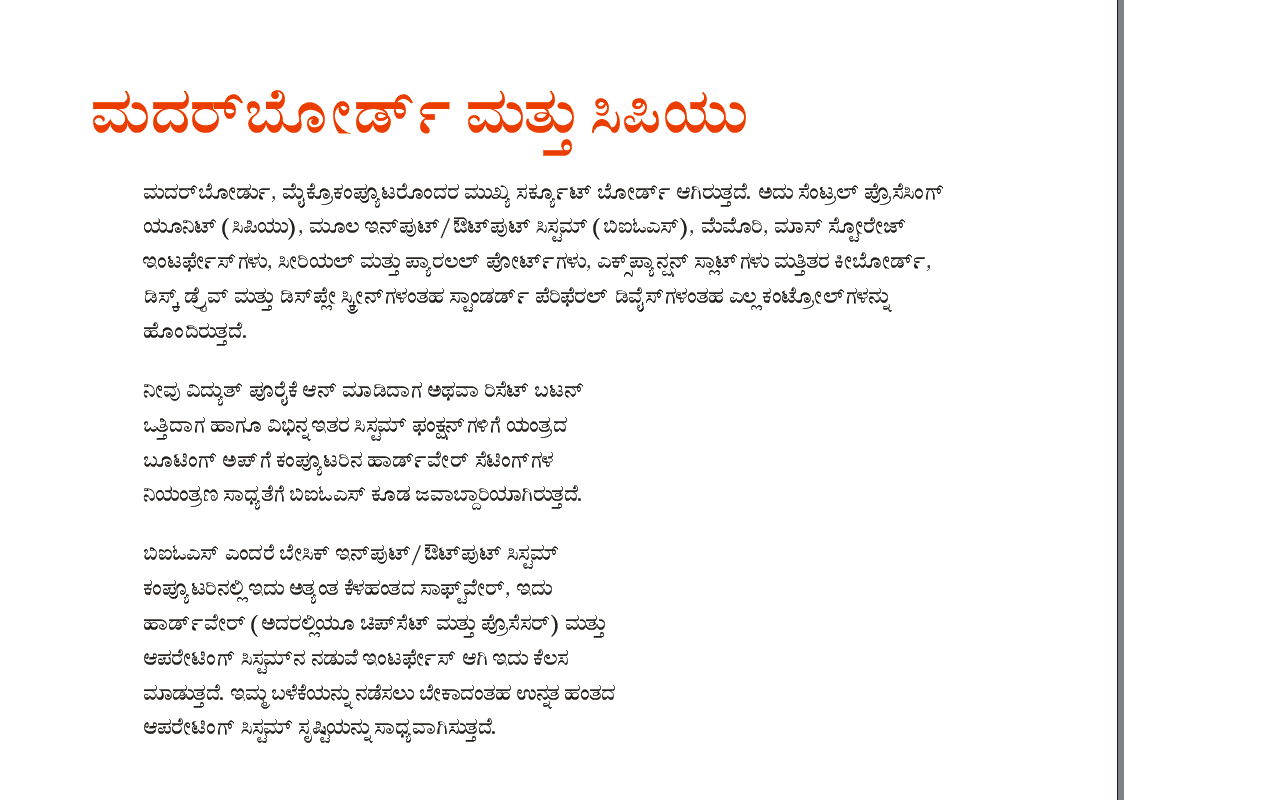 ಮದರ್‌ಬೋರ್ಡ್ ಮತ್ತು ಸಿಪಿಯು
ಮದರ್‌ಬೋರ್ಡು, ಮೈಕ್ರೊಕಂಪ್ಯೂಟರೊಂದರ ಮುಖ್ಯ ಸರ್ಕ್ಯೂಟ್ ಬೋರ್ಡ್ ಆಗಿರುತ್ತದೆ. ಅದು ಸೆಂಟ್ರಲ್ ಪ್ರೊಸೆಸಿಂಗ್
ಯೂನಿಟ್ (ಸಿಪಿಯು), ಮೂಲ ಇನ್‌ಪುಟ್/ಔಟ್‌ಪುಟ್ ಸಿಸ್ಟಮ್ (ಬಿಐಓಎಸ್), ಮೆಮೊರಿ, ಮಾಸ್ ಸ್ಟೋರೇಜ್
ಇಂಟರ್ಫೇಸ್‌ಗಳು, ಸೀರಿಯಲ್ ಮತ್ತು ಪ್ಯಾರಲಲ್ ಪೋರ್ಟ್‌ಗಳು, ಎಕ್ಸ್‌ಪ್ಯಾನ್ಷನ್ ಸ್ಲಾಟ್‌ಗಳು ಮತ್ತಿತರ ಕೀಬೋರ್ಡ್,
ಡಿಸ್ಕ್ ಡ್ರೈವ್ ಮತ್ತು ಡಿಸ್‌ಪ್ಲೇ ಸ್ಕ್ರೀನ್‌ಗಳಂತಹ ಸ್ಟಾಂಡರ್ಡ್ ಪೆರಿಫೆರಲ್ ಡಿವೈಸ್‌ಗಳಂತಹ ಎಲ್ಲ ಕಂಟ್ರೋಲ್‌ಗಳನ್ನು
ಹೊಂದಿರುತ್ತದೆ.
ನೀವು ವಿದ್ಯುತ್ ಪೂರೈಕೆ ಆನ್ ಮಾಡಿದಾಗ ಅಥವಾ ರಿಸೆಟ್ ಬಟನ್
ಒತ್ತಿದಾಗ ಹಾಗೂ ವಿಭಿನ್ನ ಇತರ ಸಿಸ್ಟಮ್ ಫಂಕ್ಷನ್‌ಗಳಿಗೆ ಯಂತ್ರದ
ಬೂಟಿಂಗ್ ಅಪ್‌ಗೆ ಕಂಪ್ಯೂಟರಿನ ಹಾರ್ಡ್‌ವೇರ್ ಸೆಟಿಂಗ್‌ಗಳ
ನಿಯಂತ್ರಣ ಸಾಧ್ಯತೆಗೆ ಬಿಐಓಎಸ್ ಕೂಡ ಜವಾಬ್ದಾರಿಯಾಗಿರುತ್ತದೆ.
ಬಿಐಓಎಸ್ ಎಂದರೆ ಬೇಸಿಕ್ ಇನ್‌ಪುಟ್/ಔಟ್‌ಪುಟ್ ಸಿಸ್ಟಮ್
ಕಂಪ್ಯೂಟರಿನಲ್ಲಿ ಇದು ಅತ್ಯಂತ ಕೆಳಹಂತದ ಸಾಫ್ಟ್‌ವೇರ್, ಇದು
ಹಾರ್ಡ್‌ವೇರ್ (ಅದರಲ್ಲಿಯೂ ಚಿಪ್‌ಸೆಟ್ ಮತ್ತು ಪ್ರೊಸೆಸರ್) ಮತ್ತು
ಆಪರೇಟಿಂಗ್ ಸಿಸ್ಟಮ್‌ನ ನಡುವೆ ಇಂಟರ್ಫೇಸ್ ಆಗಿ ಇದು ಕೆಲಸ
ಮಾಡುತ್ತದೆ. ಇಮ್ಮ ಬಳೆಕೆಯನ್ನು ನಡೆಸಲು ಬೇಕಾದಂತಹ ಉನ್ನತ ಹಂತದ
ಆಪರೇಟಿಂಗ್ ಸಿಸ್ಟಮ್ ಸೃಷ್ಟಿಯನ್ನು ಸಾಧ್ಯವಾಗಿಸುತ್ತದೆ.